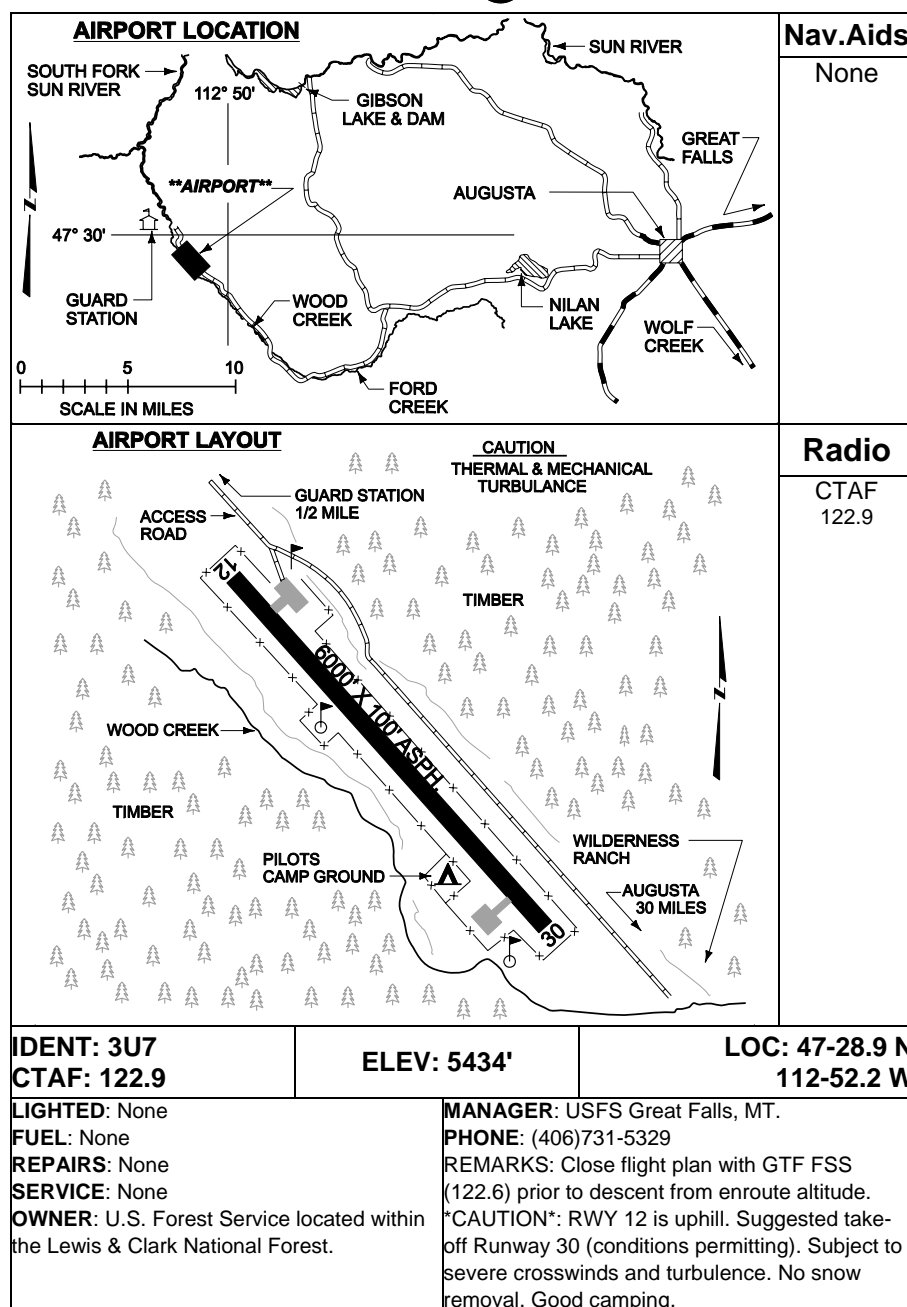 AIRPORT LOCATION
SOUTH FORK
SUN RIVER
112° 50'
GIBSON
LAKE & DAM
SUN RIVER
GREAT
FALLS
**AIRPORT**
AUGUSTA
N
47° 30'
GUARD
STATION
WOOD
CREEK
NILAN
LAKE
WOLF
CREEK
FORD
CREEK
0 5 10
SCALE IN MILES
Nav.Aids
None
AIRPORT LAYOUT
CAUTION
THERMAL & MECHANICAL
TURBULANCE
GUARD STATION
1/2 MILE
ACCESS
ROAD
12
TIMBER
6000' X 100' ASPH.
N
WOOD CREEK
TIMBER
PILOTS
CAMP GROUND
WILDERNESS
RANCH
AUGUSTA
30 MILES
30
Radio
CTAF
122.9
IDENT: 3U7
CTAF: 122.9
ELEV: 5434'
LOC: 47-28.9 N
112-52.2 W
LIGHTED: None
FUEL: None
REPAIRS: None
SERVICE: None
OWNER: U.S. Forest Service located within
the Lewis & Clark National Forest.
MANAGER: USFS Great Falls, MT.
PHONE: (406)731-5329
REMARKS: Close flight plan with GTF FSS
(122.6) prior to descent from enroute altitude.
*CAUTION*: RWY 12 is uphill. Suggested take-
off Runway 30 (conditions permitting). Subject to
severe crosswinds and turbulence. No snow
removal. Good camping.